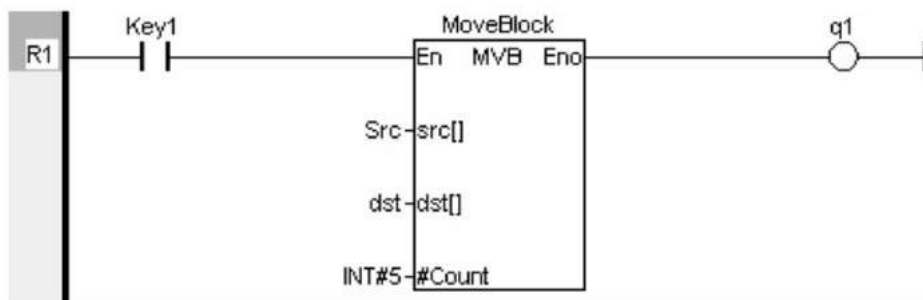 Key1 MoveBlock q1
R1 En MVB Eno
Src src[]
dst dst[]
INT#5 #Count